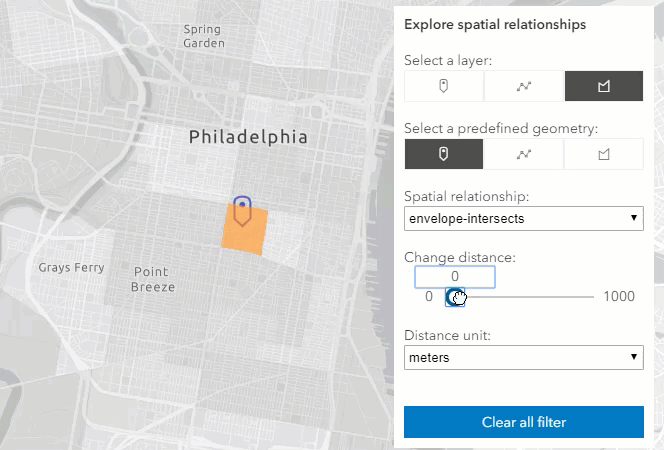 Spring
Garden
Philadelphia
Grays Ferry
Point
Breeze
Explore spatial relationships
Select a layer:
Select a predefined geometry:
Spatial relationship:
envelope-intersects
Change distance:
0
0
1000
Distance unit:
meters
Clear all filter